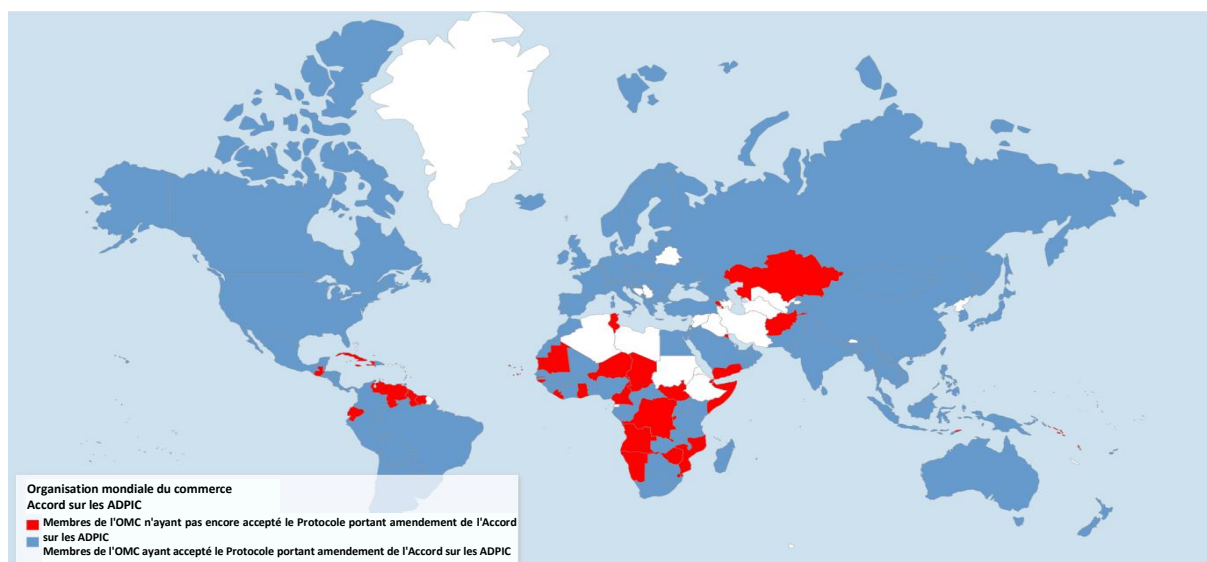 Organisation mondiale du commerce
Accord sur les ADPIC
Membres de l'OMC n'ayant pas encore accepté le Protocole portant amendement de l'Accord
sur les ADPIC
Membres de l'OMC ayant accepté le Protocole portant amendement de l'Accord sur les ADPIC